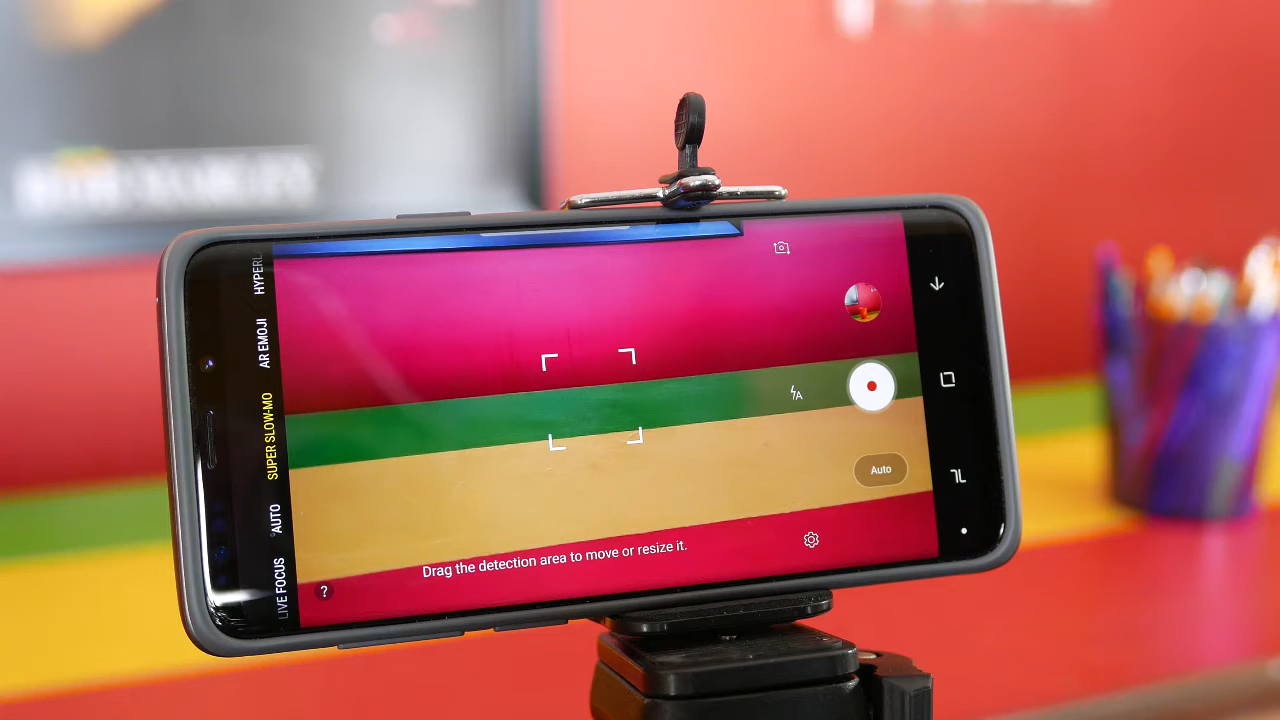 HYPERL
AR EMOJI
SUPER SLOW-MO
AUTO
LIVE FOCUS
A
Auto
Drag the detection area to move or resize it.
?